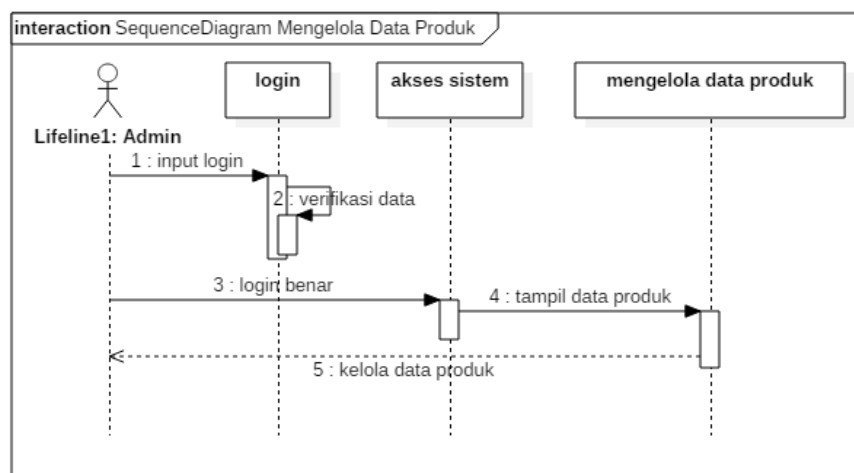 interaction SequenceDiagram Mengelola Data Produk
login
akses sistem
mengelola data produk
Lifeline1: Admin
1 : input login
2 : verifikasi data
3 : login benar
4 : tampil data produk
5 : kelola data produk